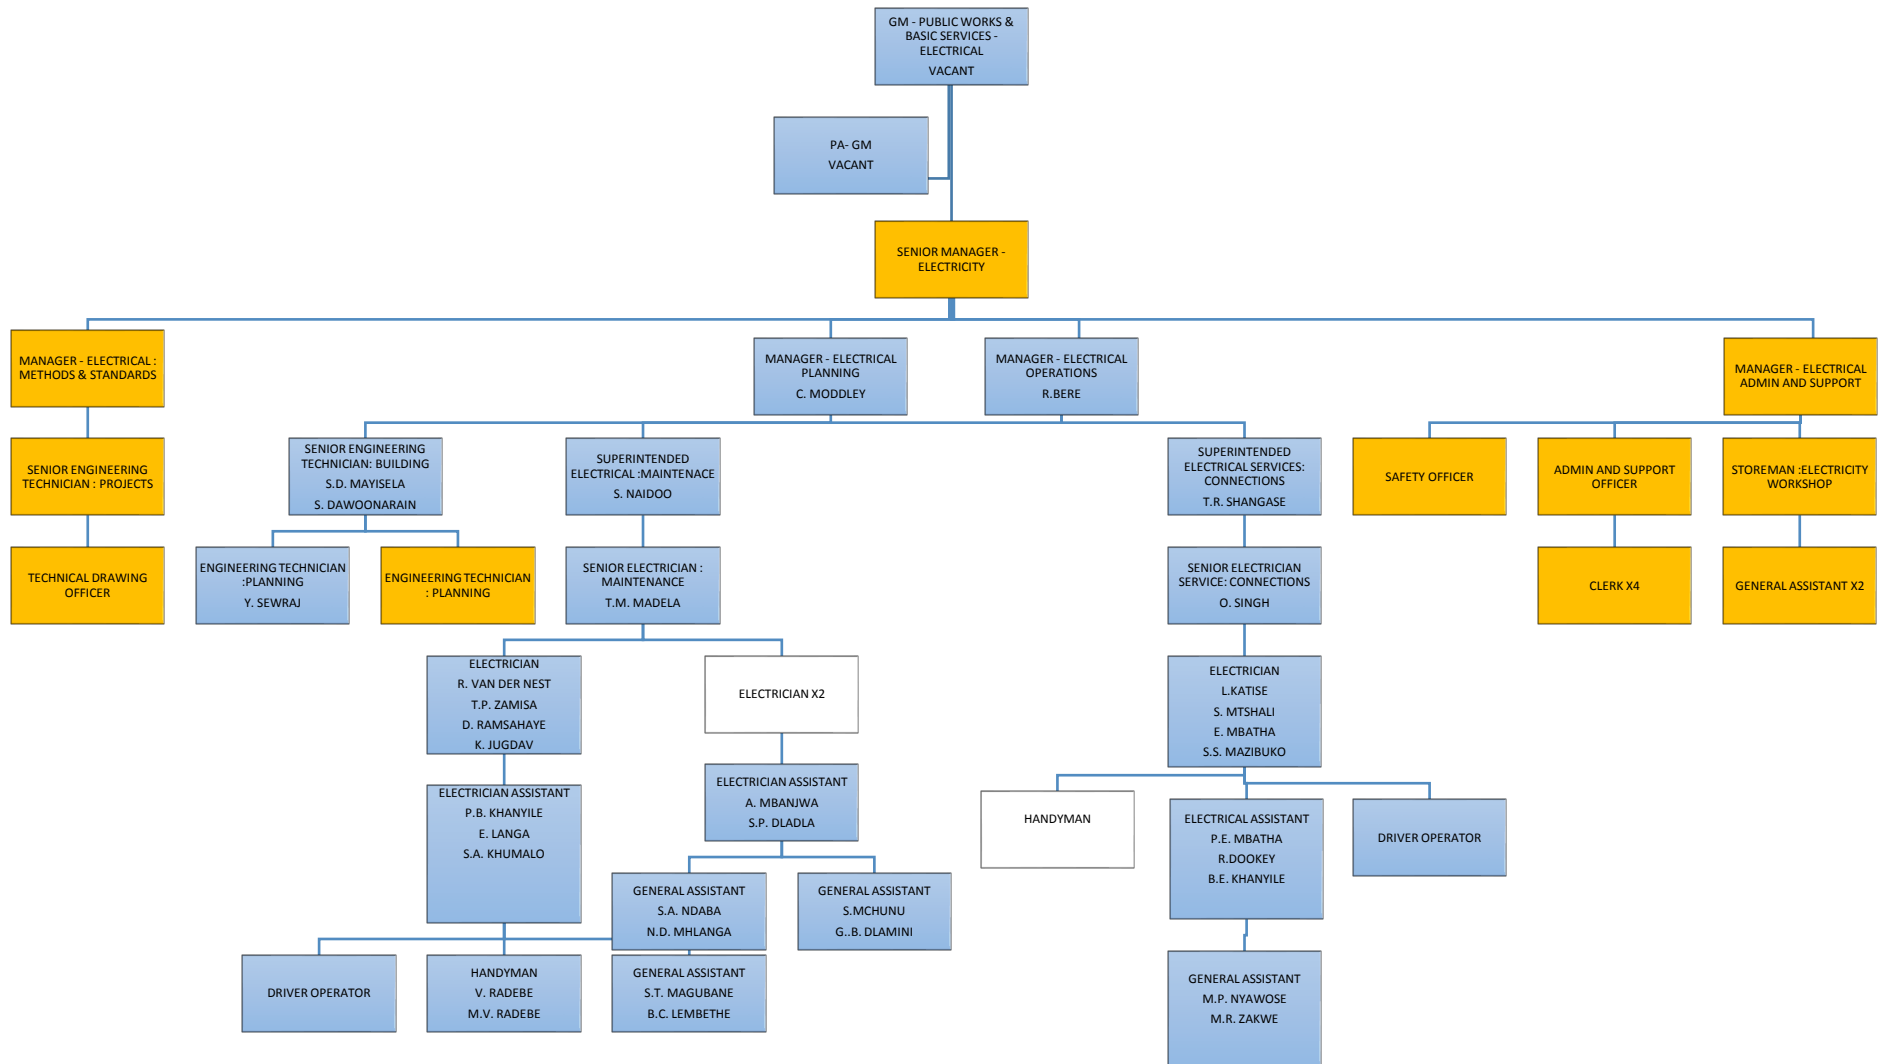 GM - PUBLIC WORKS &
BASIC SERVICES -
ELECTRICAL
VACANT
PA- GM
VACANT
SENIOR MANAGER -
ELECTRICITY
MANAGER - ELECTRICAL :
METHODS & STANDARDS
MANAGER - ELECTRICAL
PLANNING
C. MODDLEY
MANAGER - ELECTRICAL
OPERATIONS
R.BERE
MANAGER - ELECTRICAL
ADMIN AND SUPPORT
SENIOR ENGINEERING
TECHNICIAN : PROJECTS
SENIOR ENGINEERING
TECHNICIAN: BUILDING
S.D. MAYISELA
S. DAWOONARAIN
SUPERINTENDED
ELECTRICAL :MAINTENACE
S. NAIDOO
SUPERINTENDED
ELECTRICAL SERVICES:
CONNECTIONS
T.R. SHANGASE
SAFETY OFFICER
ADMIN AND SUPPORT
OFFICER
STOREMAN :ELECTRICITY
WORKSHOP
TECHNICAL DRAWING
OFFICER
ENGINEERING TECHNICIAN
:PLANNING
Y. SEWRAJ
ENGINEERING TECHNICIAN
: PLANNING
SENIOR ELECTRICIAN :
MAINTENANCE
T.M. MADELA
SENIOR ELECTRICIAN
SERVICE: CONNECTIONS
O. SINGH
CLERK X4
GENERAL ASSISTANT X2
ELECTRICIAN
R. VAN DER NEST
T.P. ZAMISA
D. RAMSAHAYE
K. JUGDAV
ELECTRICIAN X2
ELECTRICIAN
L.KATISE
S. MTSHALI
E. MBATHA
S.S. MAZIBUKO
ELECTRICIAN ASSISTANT
P.B. KHANYILE
E. LANGA
S.A. KHUMALO
ELECTRICIAN ASSISTANT
A. MBANJWA
S.P. DLADLA
HANDYMAN
ELECTRICAL ASSISTANT
P.E. MBATHA
R.DOOKEY
B.E. KHANYILE
DRIVER OPERATOR
GENERAL ASSISTANT
S.A. NDABA
N.D. MHLANGA
GENERAL ASSISTANT
S.MCHUNU
G..B. DLAMINI
DRIVER OPERATOR
HANDYMAN
V. RADEBE
M.V. RADEBE
GENERAL ASSISTANT
S.T. MAGUBANE
B.C. LEMBETHE
GENERAL ASSISTANT
M.P. NYAWOSE
M.R. ZAKWE